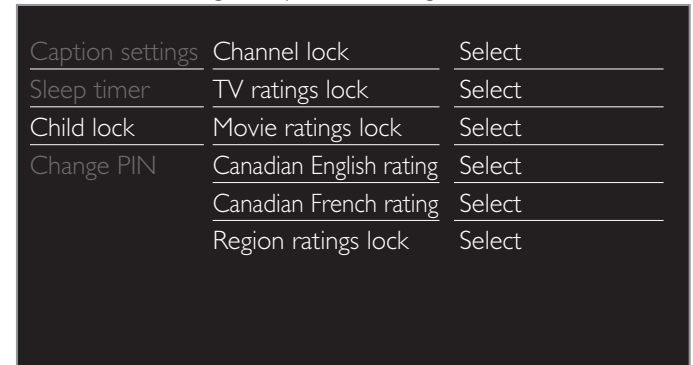 Caption settings Channel lock Select
Sleep timer TV ratings lock Select
Child lock Movie ratings lock Select
Change PIN Canadian English rating Select
Canadian French rating Select
Region ratings lock Select